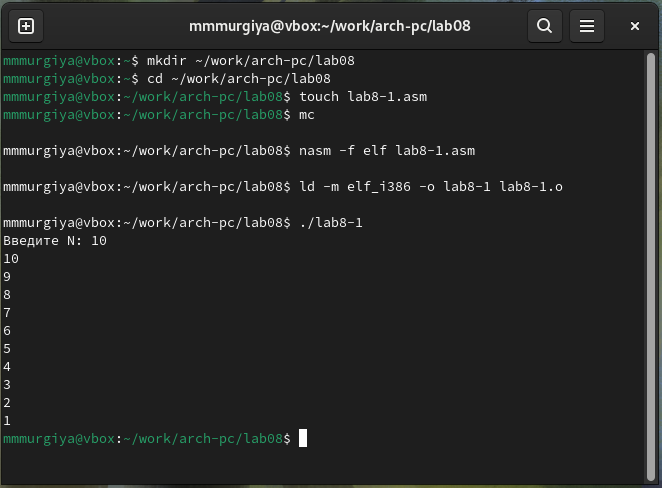 mmmurgiya@vbox:~/work/arch-pc/lab08
mmmurgiya@vbox:~$ mkdir ~/work/arch-pc/lab08
mmmurgiya@vbox:~$ cd ~/work/arch-pc/lab08
mmmurgiya@vbox:~/work/arch-pc/lab08$ touch lab8-1.asm
mmmurgiya@vbox:~/work/arch-pc/lab08$ mc
mmmurgiya@vbox:~/work/arch-pc/lab08$ nasm -f elf lab8-1.asm
mmmurgiya@vbox:~/work/arch-pc/lab08$ ld -m elf_i386 -o lab8-1 lab8-1.o
mmmurgiya@vbox:~/work/arch-pc/lab08$ ./lab8-1
Введите N: 10
10
9
8
7
6
5
4
3
2
1
mmmurgiya@vbox:~/work/arch-pc/lab08$